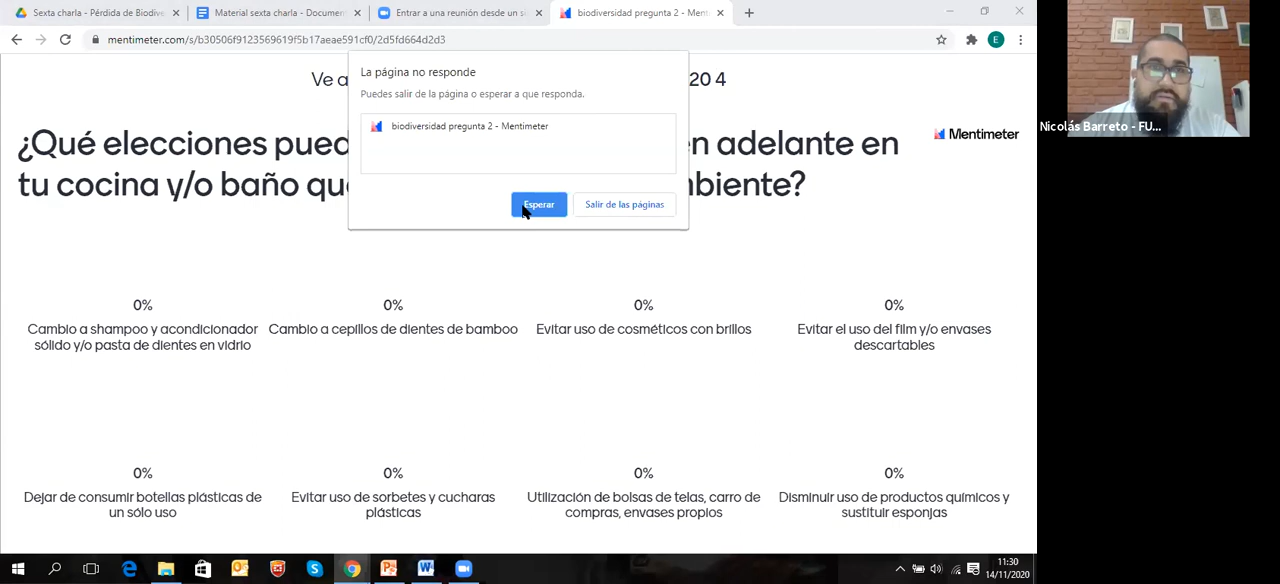 Sexta charla - Pérdida de Biodive
Material sexta charla - Document
Entrar a una reunión desde un s
biodiversidad pregunta 2 - Ment
mentimeter.com/s/b30506f9123569619f5b17aeae591cf0/2d5fd664d2d3
E
La página no responde
Puedes salir de la página o esperar a que responda.
biodiversidad pregunta 2 - Mentimeter
Esperar
Salir de las páginas
Ve a
20 4
Mentimeter
¿Qué elecciones pued
en adelante en
tu cocina y/o baño qu
mbiente?
Nicolás Barreto - FU...
0%
Cambio a shampoo y acondicionador
sólido y/o pasta de dientes en vidrio
0%
Cambio a cepillos de dientes de bamboo
0%
Evitar uso de cosméticos con brillos
0%
Evitar el uso del film y/o envases
descartables
0%
Dejar de consumir botellas plásticas de
un sólo uso
0%
Evitar uso de sorbetes y cucharas
plásticas
0%
Utilización de bolsas de telas, carro de
compras, envases propios
0%
Disminuir uso de productos químicos y
sustituir esponjas
11:30
14/11/2020